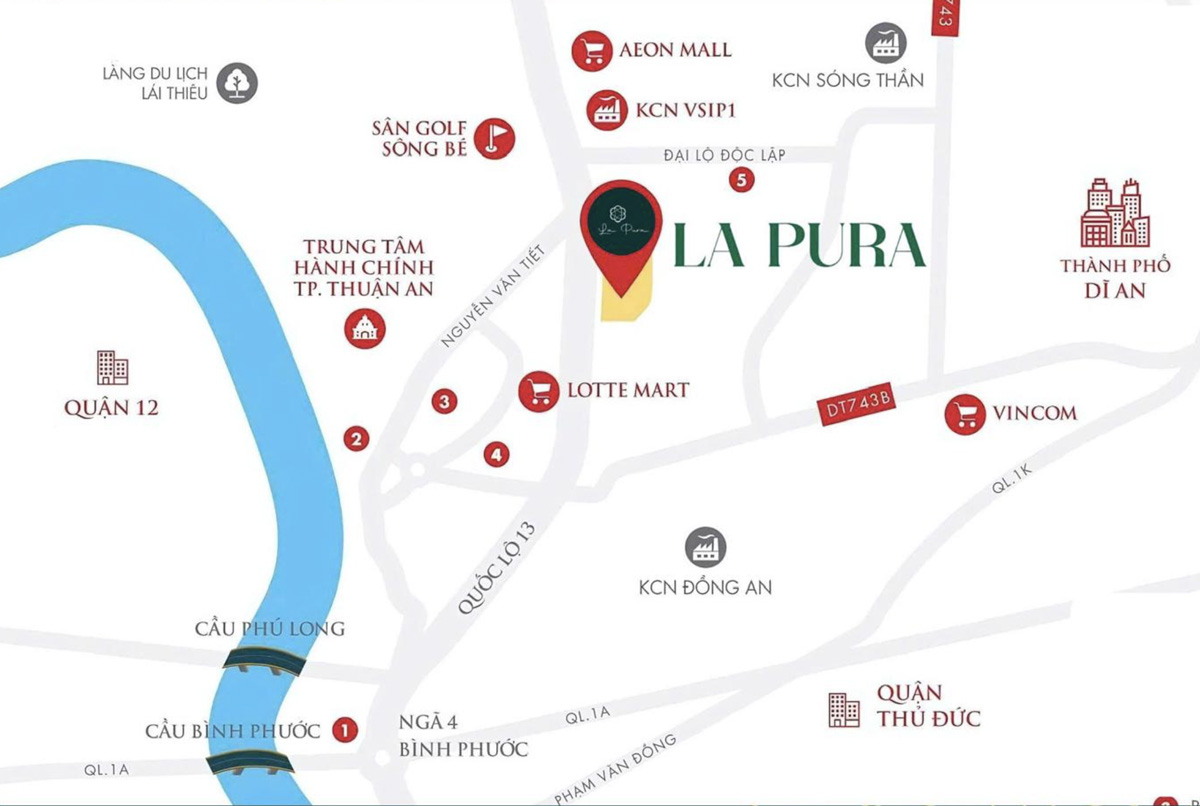 743
AEON MALL
KCN SÓNG THẦN
LÀNG DU LỊCH
LÁI THIÊU
KCN VSIP1
SÂN GOLF
SÔNG BÉ
ĐẠI LỘ ĐỘC LẬP
5
La Pura
LA PURA
TRUNG TÂM
HÀNH CHÍNH
TP. THUẬN AN
NGUYỄN VĂN TIẾT
THÀNH PHỐ
DĨ AN
QUẬN 12
LOTTE MART
3
DT743B
VINCOM
2
4
QL.1K
QUỐC LỘ 13
KCN ĐỒNG AN
CẦU PHÚ LONG
QUẬN
THỦ ĐỨC
CẦU BÌNH PHƯỚC
1
NGÃ 4
BÌNH PHƯỚC
QL.1A
QL.1A
PHẠM VĂN ĐỒNG